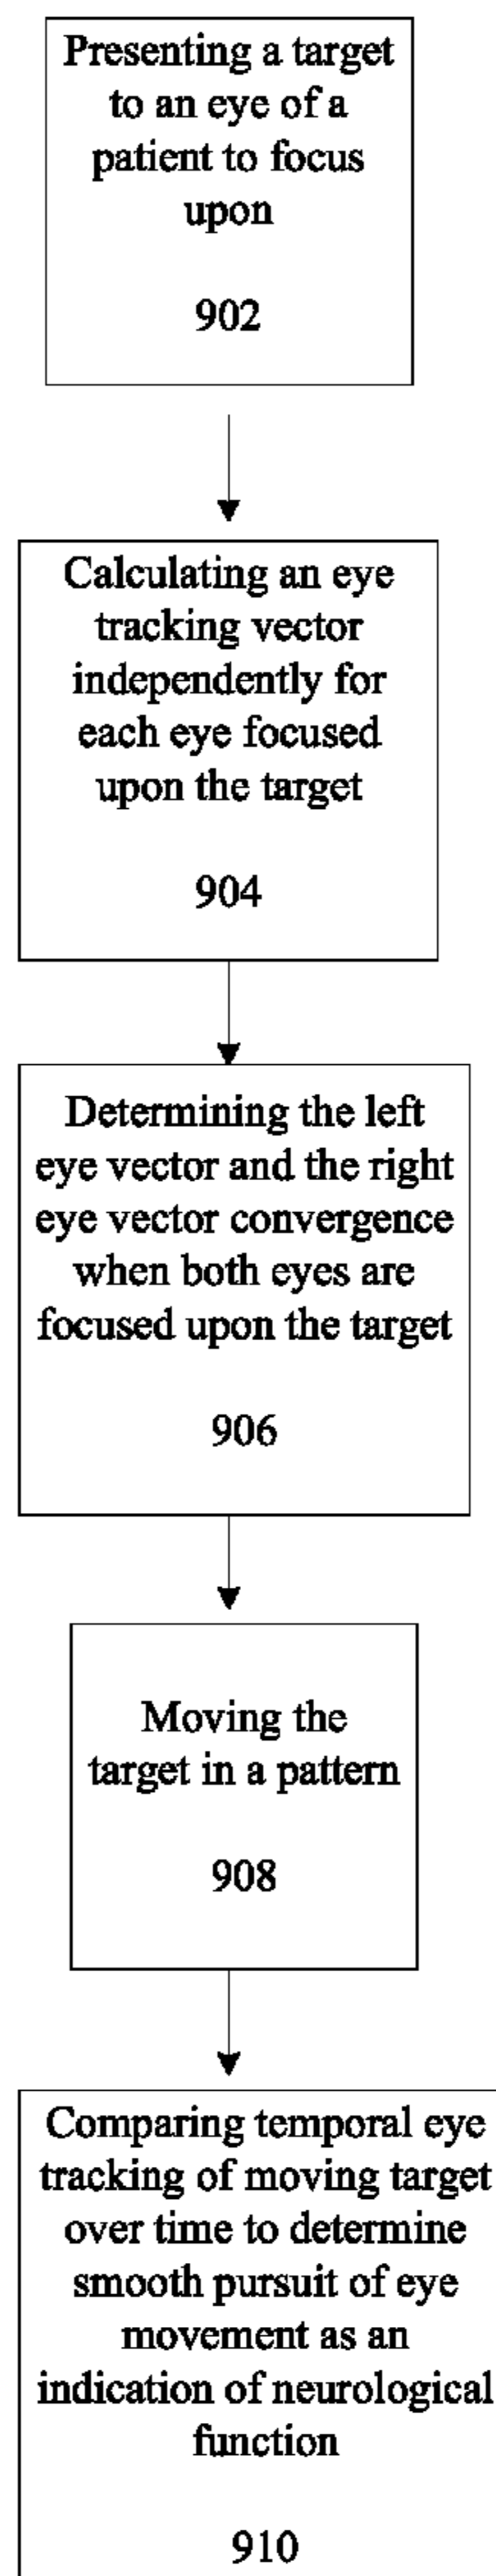 Presenting a target
to an eye of a
patient to focus
upon
902
Calculating an eye
tracking vector
independently for
each eye focused
upon the target
904
Determining the left
eye vector and the right
eye vector convergence
when both eyes are
focused upon the target
906
Moving the
target in a pattern
908
Comparing temporal eye
tracking of moving target
over time to determine
smooth pursuit of eye
movement as an
indication of neurological
function
910